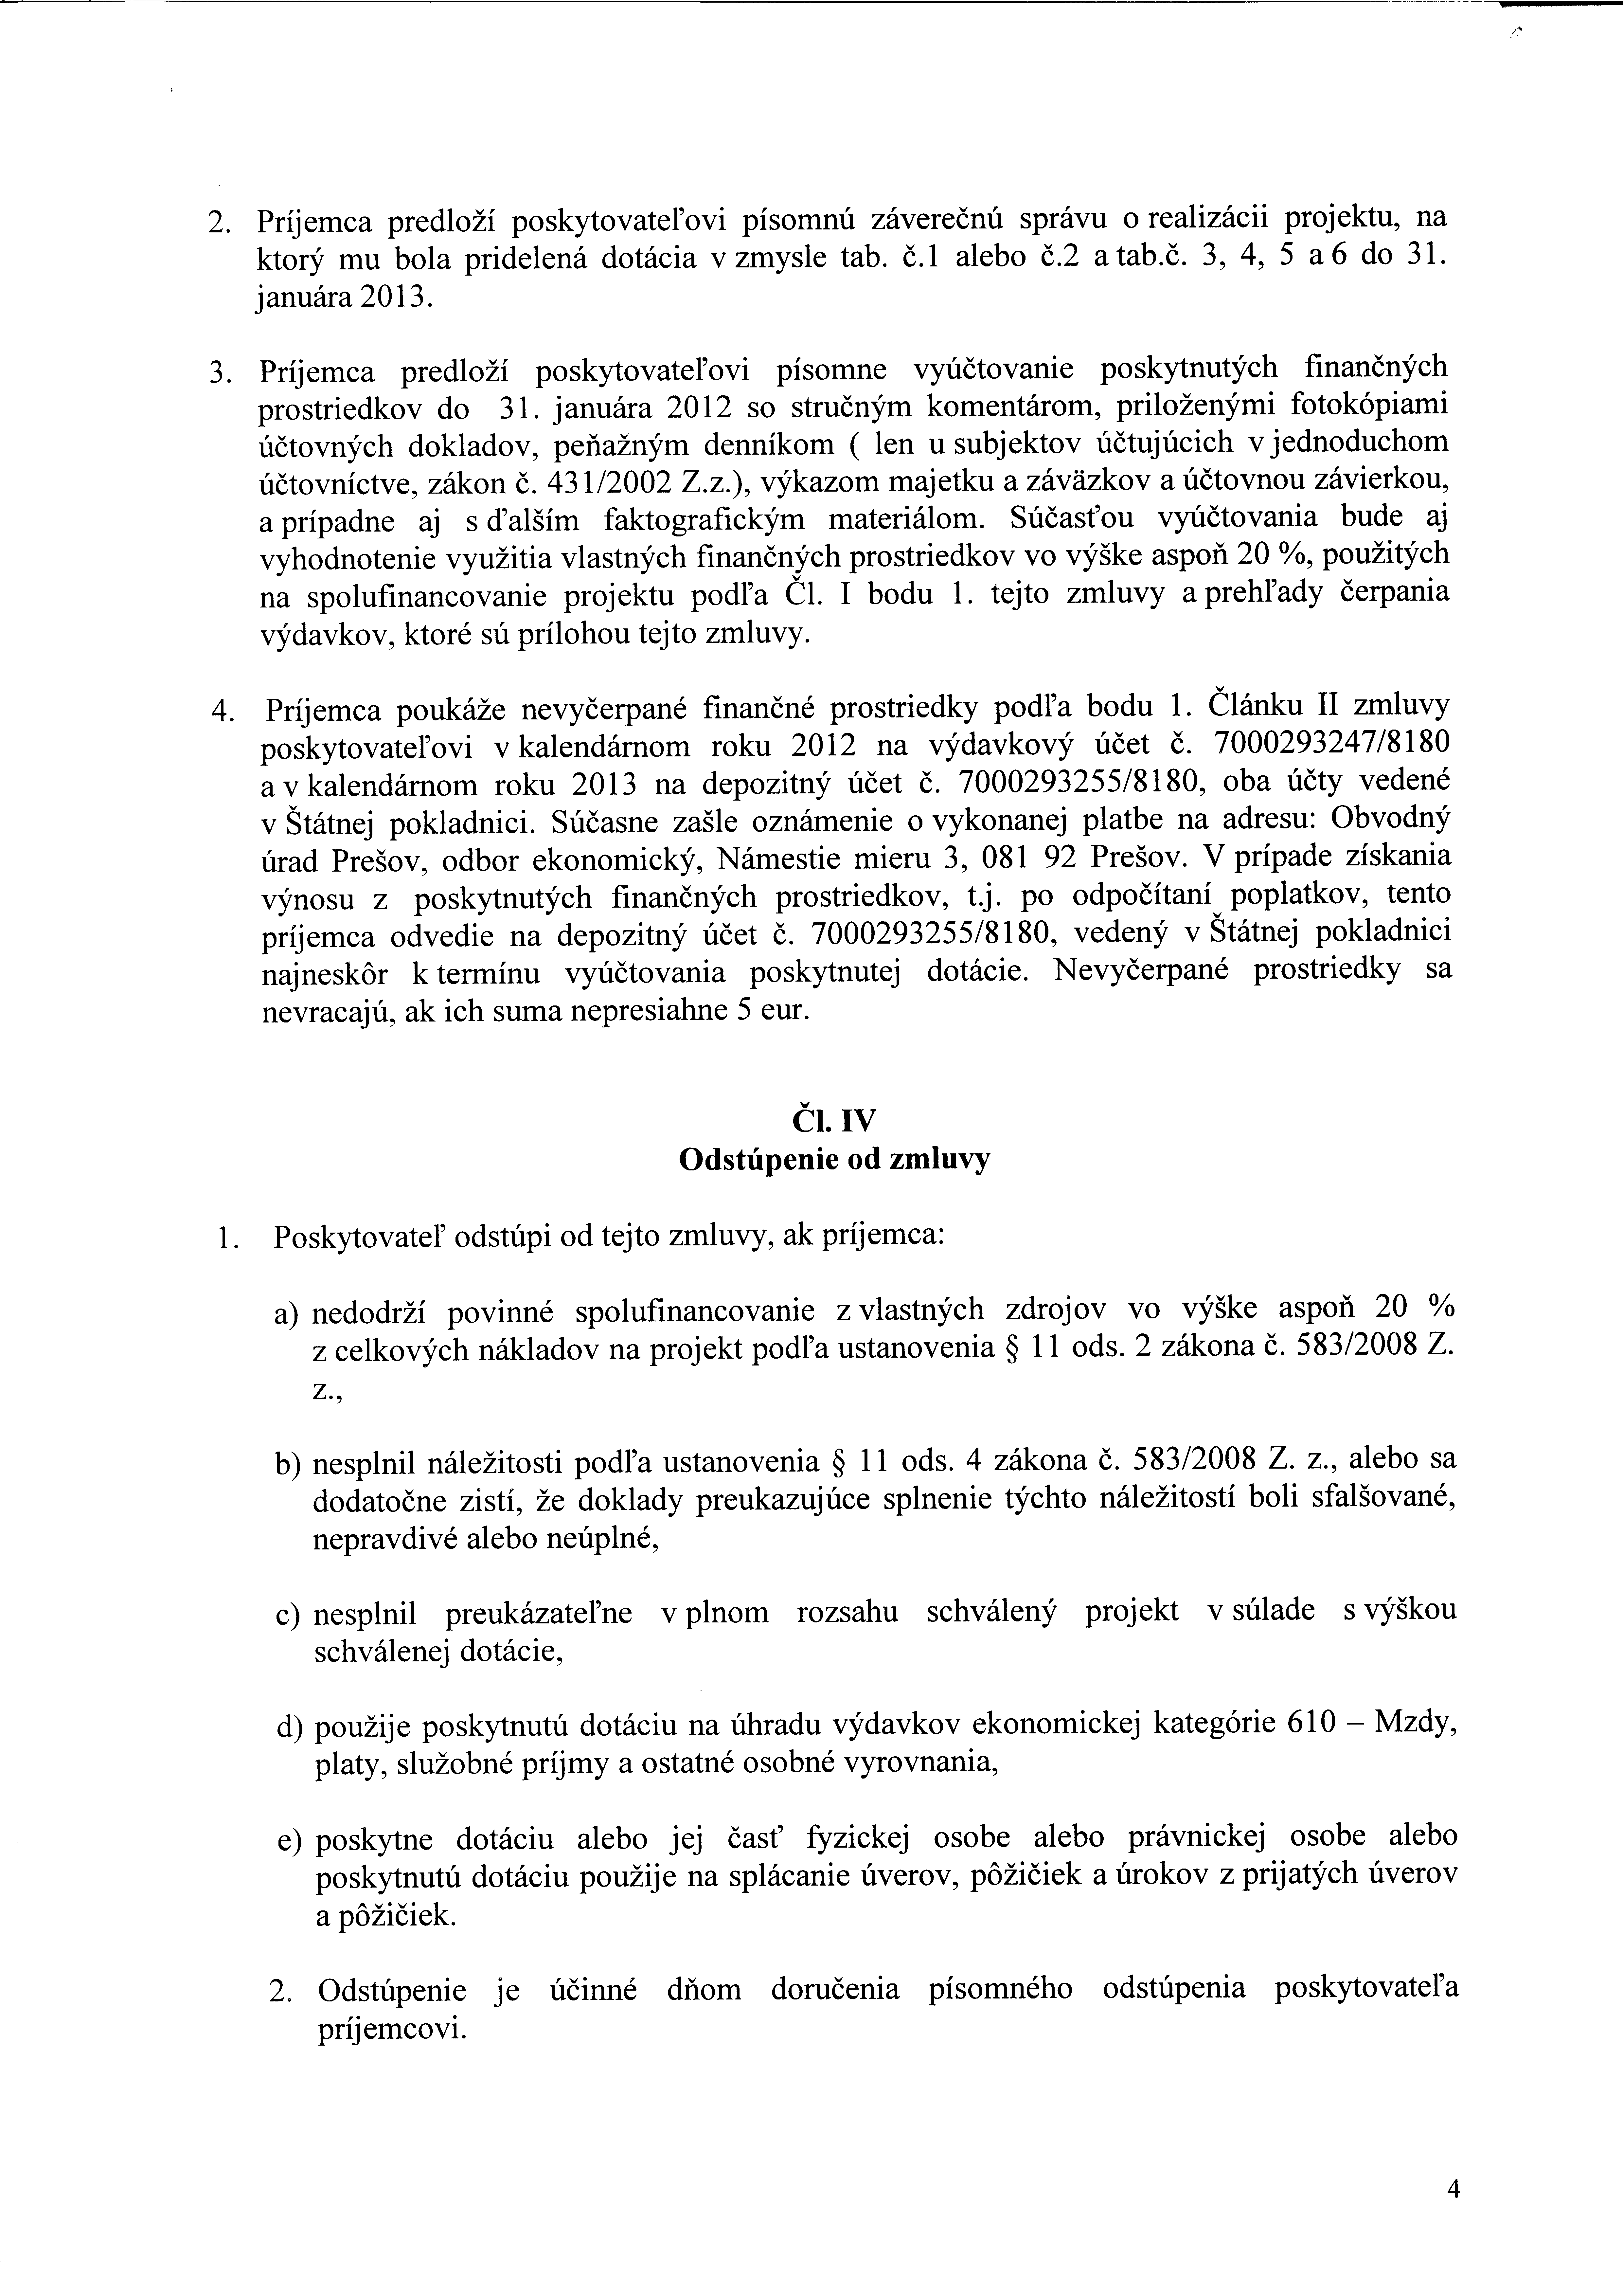 2. Príjemca predloží poskytovateľovi písomnú záverečnú správu o realizácii projektu, na
ktorý mu bola pridelená dotácia v zmysle tab. č.1 alebo č.2 a tab.č. 3, 4, 5 a 6 do 31.
januára 2013.
3. Príjemca predloží poskytovateľovi písomne vyúčtovanie poskytnutých finančných
prostriedkov do 31. januára 2012 so stručným komentárom, priloženými fotokópiami
účtovných dokladov, peňažným denníkom ( len u subjektov účtujúcich v jednoduchom
účtovníctve, zákon č. 431/2002 Z.z.), výkazom majetku a záväzkov a účtovnou závierkou,
a prípadne aj s ďalším faktografickým materiálom. Súčasťou vyúčtovania bude aj
vyhodnotenie využitia vlastných finančných prostriedkov vo výške aspoň 20 %, použitých
na spolufinancovanie projektu podľa Čl. I bodu 1. tejto zmluvy a prehľady čerpania
výdavkov, ktoré sú prílohou tejto zmluvy.
4. Príjemca poukáže nevyčerpané finančné prostriedky podľa bodu 1. Článku II zmluvy
poskytovateľovi v kalendárnom roku 2012 na výdavkový účet č. 7000293247/8180
a v kalendárnom roku 2013 na depozitný účet č. 7000293255/8180, oba účty vedené
v Štátnej pokladnici. Súčasne zašle oznámenie o vykonanej platbe na adresu: Obvodný
úrad Prešov, odbor ekonomický, Námestie mieru 3, 081 92 Prešov. V prípade získania
výnosu z poskytnutých finančných prostriedkov, t.j. po odpočítaní poplatkov, tento
príjemca odvedie na depozitný účet č. 7000293255/8180, vedený v Štátnej pokladnici
najneskôr k termínu vyúčtovania poskytnutej dotácie. Nevyčerpané prostriedky sa
nevracajú, ak ich suma nepresiahne 5 eur.
Čl. IV
Odstúpenie od zmluvy
1. Poskytovateľ odstúpi od tejto zmluvy, ak príjemca:
a) nedodrží povinné spolufinancovanie z vlastných zdrojov vo výške aspoň 20 %
z celkových nákladov na projekt podľa ustanovenia § 11 ods. 2 zákona č. 583/2008 Z.
z.,
b) nesplnil náležitosti podľa ustanovenia § 11 ods. 4 zákona č. 583/2008 Z. z., alebo sa
dodatočne zistí, že doklady preukazujúce splnenie týchto náležitostí boli sfalšované,
nepravdivé alebo neúplné,
c) nesplnil preukázateľne v plnom rozsahu schválený projekt v súlade s výškou
schválenej dotácie,
d) použije poskytnutú dotáciu na úhradu výdavkov ekonomickej kategórie 610 – Mzdy,
platy, služobné príjmy a ostatné osobné vyrovnania,
e) poskytne dotáciu alebo jej časť fyzickej osobe alebo právnickej osobe alebo
poskytnutú dotáciu použije na splácanie úverov, pôžičiek a úrokov z prijatých úverov
a pôžičiek.
2. Odstúpenie je účinné dňom doručenia písomného odstúpenia poskytovateľa
príjemcovi.
4